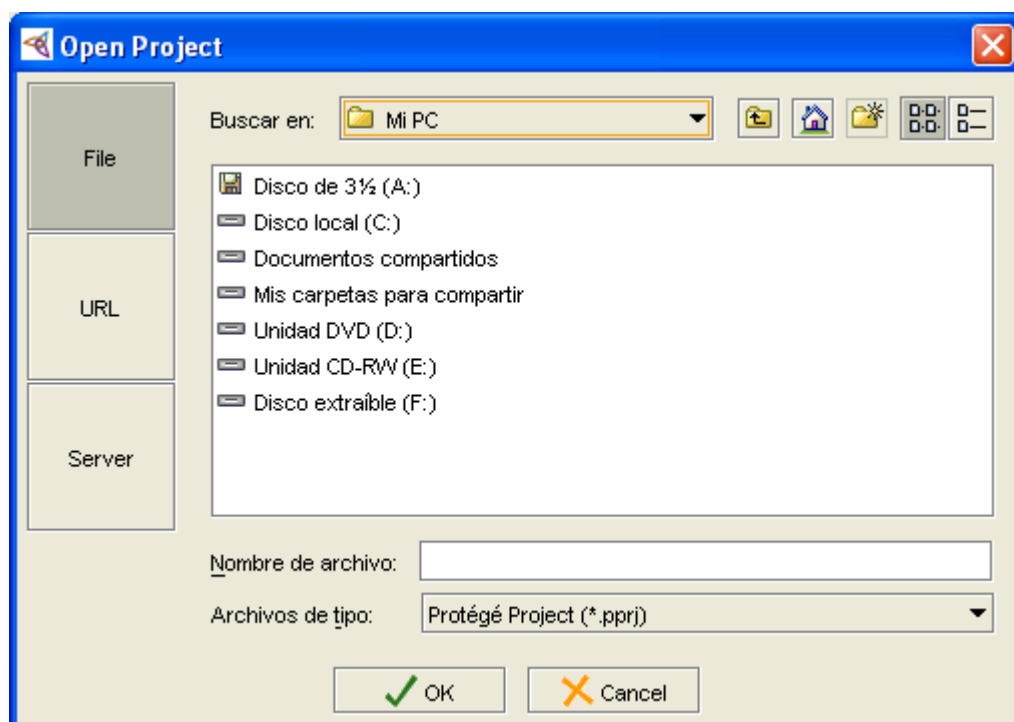 Open Project
File
URL
Server
Buscar en: Mi PC
Disco de 3½ (A:)
Disco local (C:)
Documentos compartidos
Mis carpetas para compartir
Unidad DVD (D:)
Unidad CD-RW (E:)
Disco extraíble (F:)
Nombre de archivo:
Archivos de tipo: Protégé Project (*.pprj)
OK Cancel